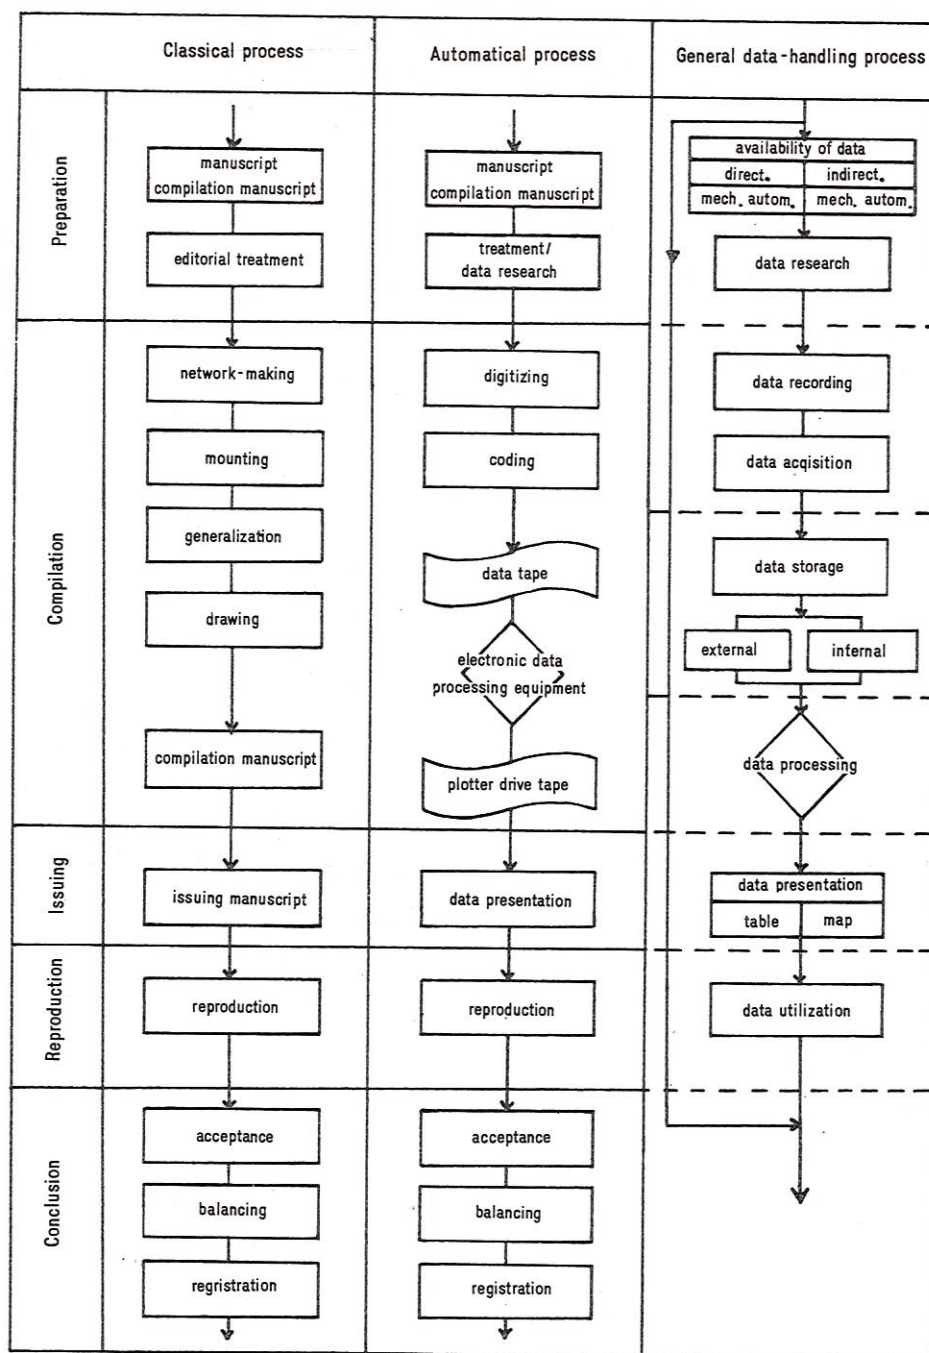 Classical process
Automatical process
General data-handling process
Preparation
manuscript
compilation manuscript
editorial treatment
manuscript
compilation manuscript
treatment/
data research
availability of data
direct.
indirect.
mech. autom.
mech. autom.
data research
Compilation
network-making
mounting
generalization
drawing
compilation manuscript
digitizing
coding
data tape
electronic data
processing equipment
plotter drive tape
data recording
data acqisition
data storage
external
internal
data processing
Issuing
issuing manuscript
data presentation
data presentation
table
map
Reproduction
reproduction
reproduction
data utilization
Conclusion
acceptance
balancing
regristration
acceptance
balancing
registration